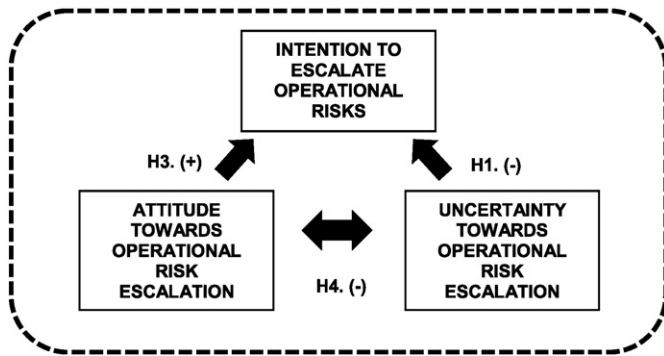 INTENTION TO
ESCALATE
OPERATIONAL
RISKS
H3. (+)
H1. (-)
ATTITUDE
TOWARDS
OPERATIONAL
RISK
ESCALATION
H4. (-)
UNCERTAINTY
TOWARDS
OPERATIONAL
RISK
ESCALATION